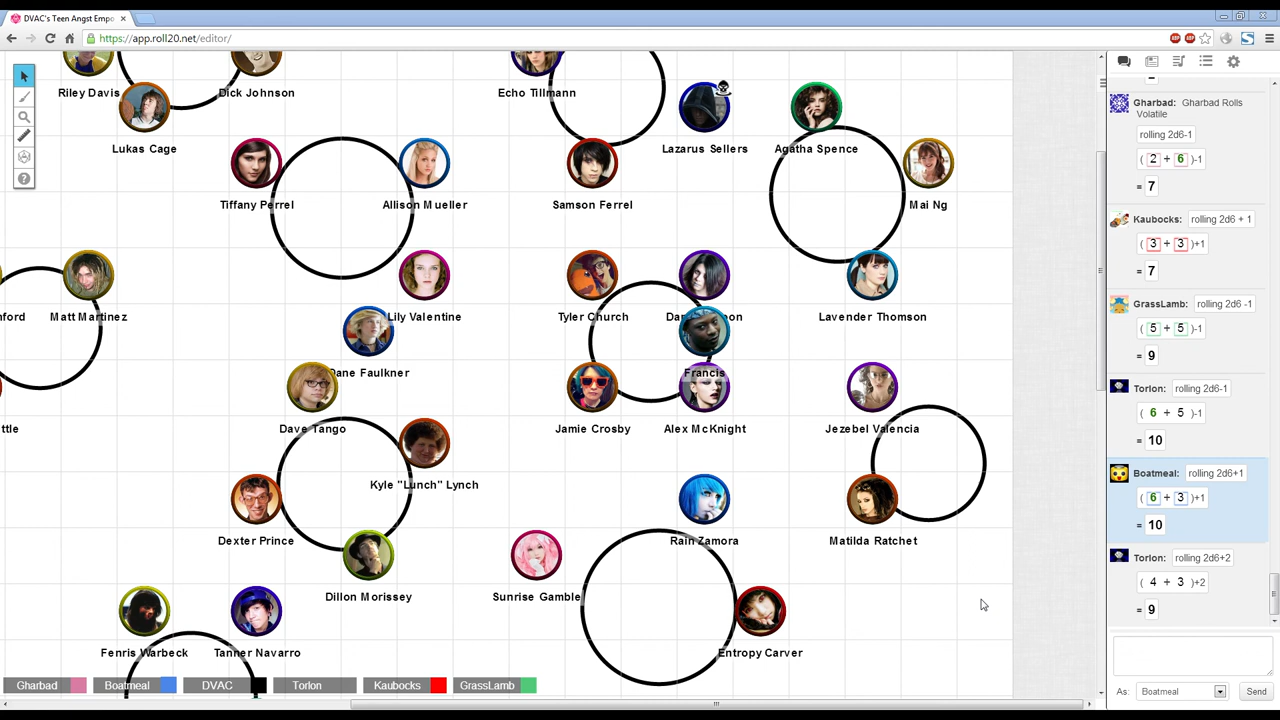 DVAC's Teen Angst Empo
https://app.roll20.net/editor/
Riley Davis
Dick Johnson
Lukas Cage
Echo Tillmann
Lazarus Sellers
Agatha Spence
Tiffany Perrel
Allison Mueller
Samson Ferrel
Mai Ng
nford
Matt Martinez
Lily Valentine
Tyler Church
Lavender Thomson
Dane Faulkner
Francis
ttle
Dave Tango
Jamie Crosby
Alex McKnight
Jezebel Valencia
Kyle "Lunch" Lynch
Dexter Prince
Rain Zamora
Matilda Ratchet
Dillon Morissey
Sunrise Gamble
Fenris Warbeck
Tanner Navarro
Entropy Carver
Gharbad
Boatmeal
DVAC
Torlon
Kaubocks
GrassLamb
Gharbad: Gharbad Rolls
Volatile
rolling 2d6-1
( 2 + 6 )-1
= 7
Kaubocks: rolling 2d6 + 1
( 3 + 3 )+1
= 7
GrassLamb: rolling 2d6 -1
( 5 + 5 )-1
= 9
Torlon: rolling 2d6-1
( 6 + 5 )-1
= 10
Boatmeal: rolling 2d6+1
( 6 + 3 )+1
= 10
Torlon: rolling 2d6+2
( 4 + 3 )+2
= 9
As: Boatmeal
Send